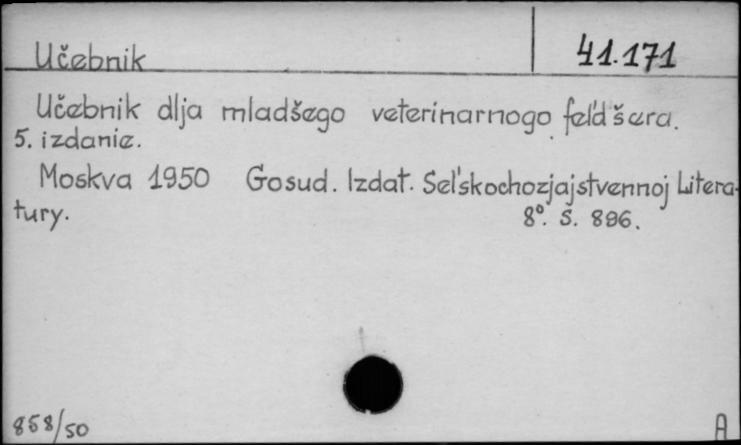 Učebnik 41.171
Učebnik dlja mladšego veterinarnogo fel'dšera.
5. izdanie.
Moskva 1950 Gosud. Izdat. Sel'skochozjajstvennoj Litera-
tury. 8°. S. 896.
858/50 A